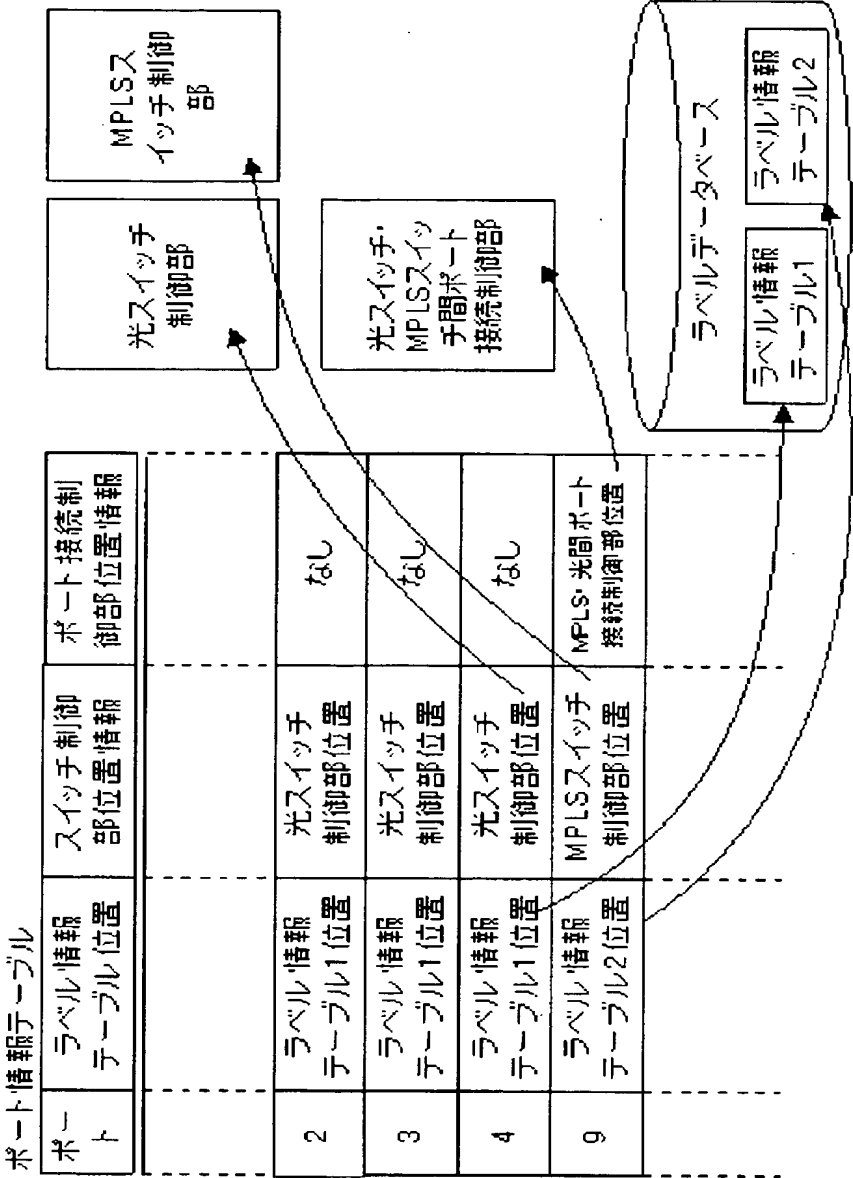 ポート情報テーブル
ポー
ト
ラベル情報
テーブル位置
スイッチ制御
部位置情報
ポート接続制
御部位置情報
2
ラベル情報
テーブル1位置
光スイッチ
制御部位置
なし
3
ラベル情報
テーブル1位置
光スイッチ
制御部位置
なし
4
ラベル情報
テーブル1位置
光スイッチ
制御部位置
なし
9
ラベル情報
テーブル2位置
MPLSスイッチ
制御部位置
MPLS・光間ポート
接続制御部位置
光スイッチ
制御部
MPLSス
イッチ制御
部
光スイッチ・
MPLSスイッ
チ間ポート
接続制御部
ラベルデータベース
ラベル情報
テーブル1
ラベル情報
テーブル2